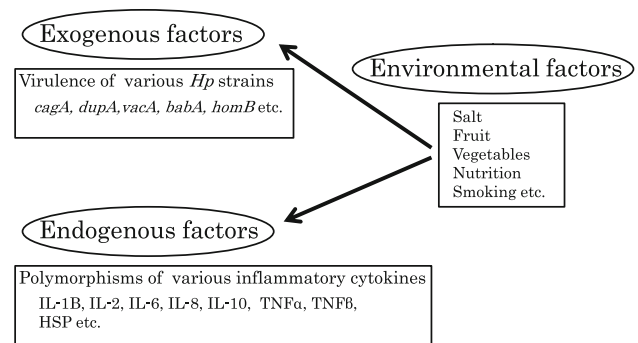 Exogenous factors
Virulence of various Hp strains
cagA, dupA,vacA, babA, homB etc.
Environmental factors
Salt
Fruit
Vegetables
Nutrition
Smoking etc.
Endogenous factors
Polymorphisms of various inflammatory cytokines
IL-1B, IL-2, IL-6, IL-8, IL-10, TNFα, TNFβ,
HSP etc.